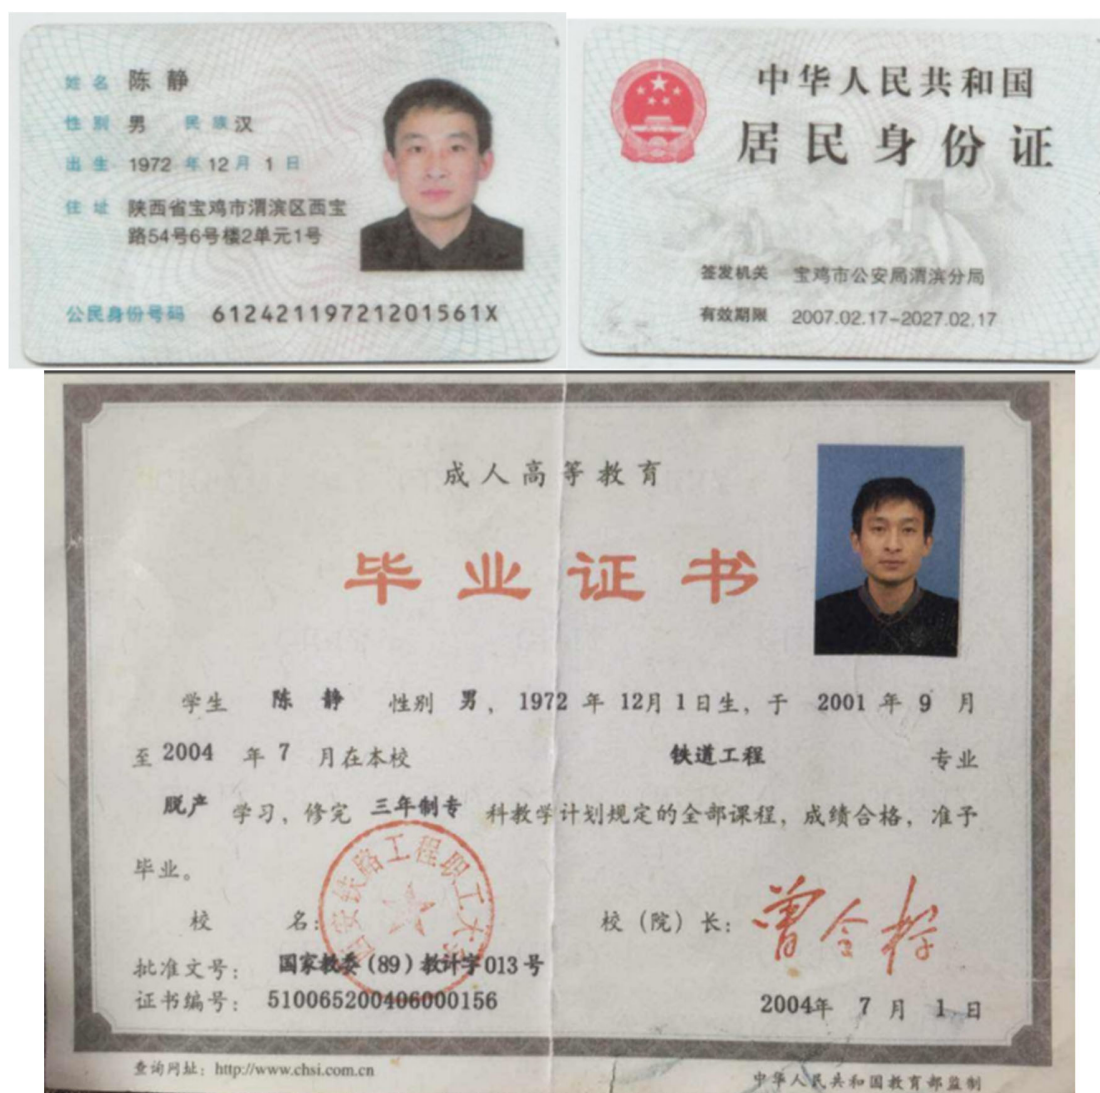 姓名 陈静
性别 男 民族 汉
出生 1972 年 12 月 1 日
住址 陕西省宝鸡市渭滨区西宝
路54号6号楼2单元1号
公民身份号码 61242119721201561X
中华人民共和国
居民身份证
签发机关 宝鸡市公安局渭滨分局
有效期限 2007.02.17-2027.02.17
成人高等教育
毕业证书
学生 陈静 性别 男，1972 年 12月 1日生，于 2001 年 9 月
至 2004 年 7 月在本校 铁道工程 专业
脱产 学习，修完 三年制专 科教学计划规定的全部课程，成绩合格，准予
毕业。
校 名： 校（院）长：
西安铁路工程职工大学
批准文号： 国家教委（89）教计字013号
证书编号： 510065200406000156
2004年 7 月 1 日
查询网址：http://www.chsi.com.cn
中华人民共和国教育部监制